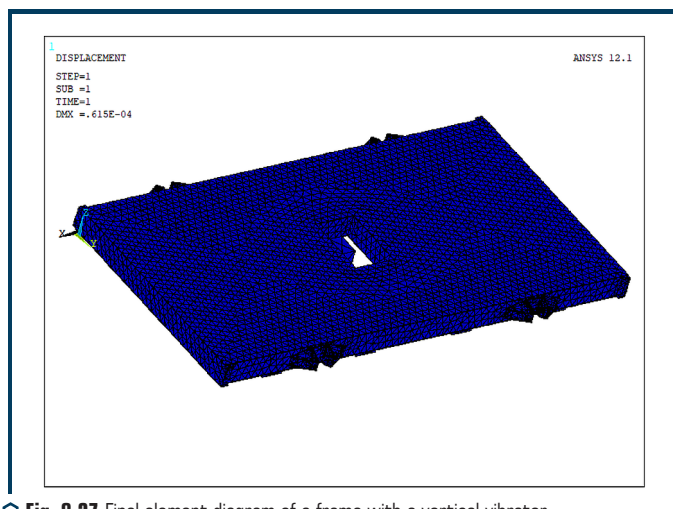 1
DISPLACEMENT
ANSYS 12.1
STEP=1
SUB =1
TIME=1
DMX =.615E-04
Z
X
Y
Fig. 9.27 Final element diagram of a frame with a vertical vibrator